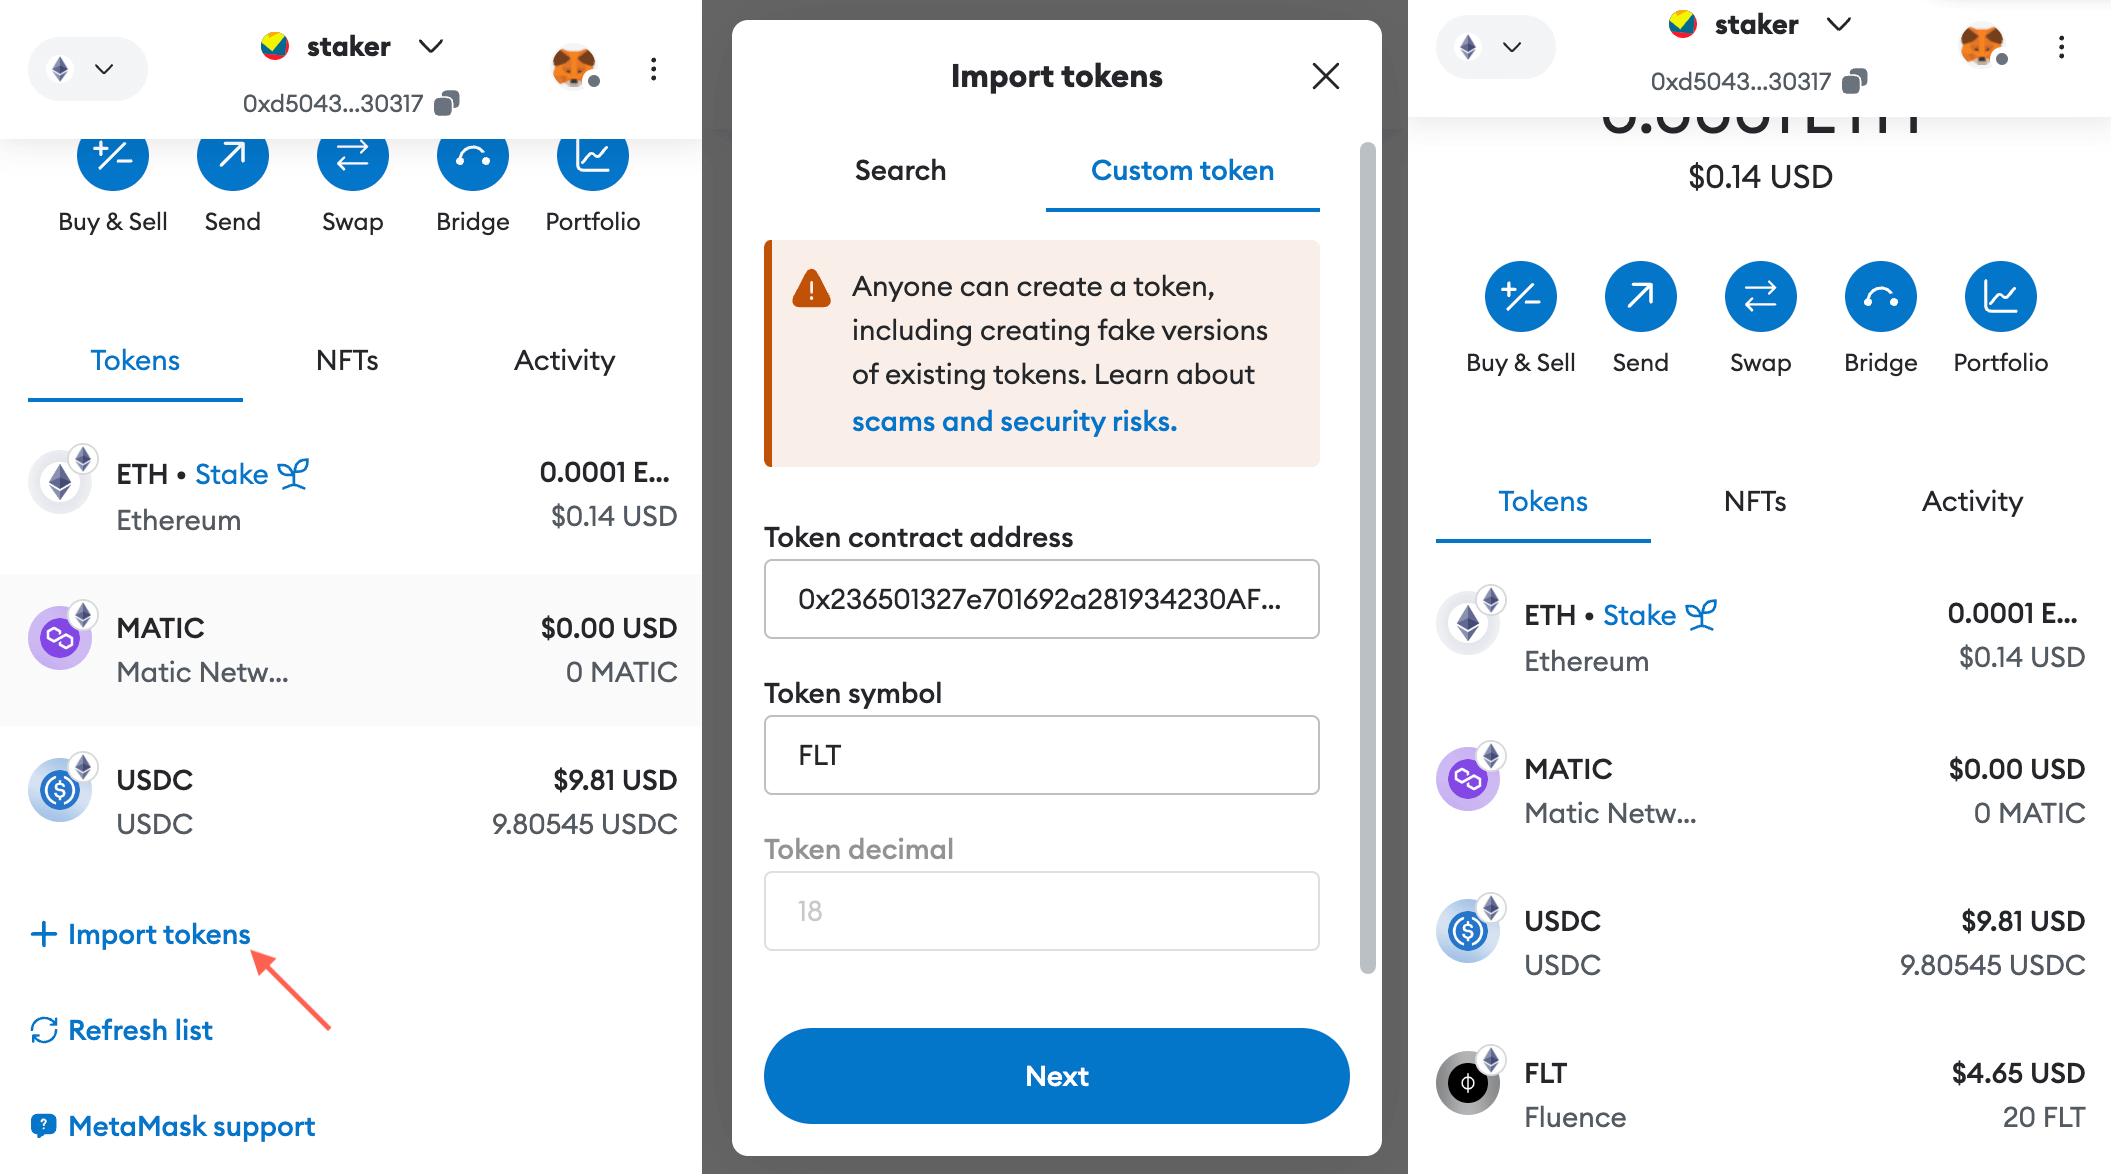 staker
0xd5043...30317
Buy & Sell
Send
Swap
Bridge
Portfolio
Tokens
NFTs
Activity
ETH • Stake
0.0001 E...
Ethereum
$0.14 USD
MATIC
$0.00 USD
Matic Netw...
0 MATIC
USDC
$9.81 USD
USDC
9.80545 USDC
+ Import tokens
Refresh list
MetaMask support
Import tokens
Search
Custom token
Anyone can create a token,
including creating fake versions
of existing tokens. Learn about
scams and security risks.
Token contract address
0x236501327e701692a281934230AF...
Token symbol
FLT
Token decimal
18
Next
staker
0xd5043...30317
0.0001 ETH
$0.14 USD
Buy & Sell
Send
Swap
Bridge
Portfolio
Tokens
NFTs
Activity
ETH • Stake
0.0001 E...
Ethereum
$0.14 USD
MATIC
$0.00 USD
Matic Netw...
0 MATIC
USDC
$9.81 USD
USDC
9.80545 USDC
FLT
$4.65 USD
Fluence
20 FLT